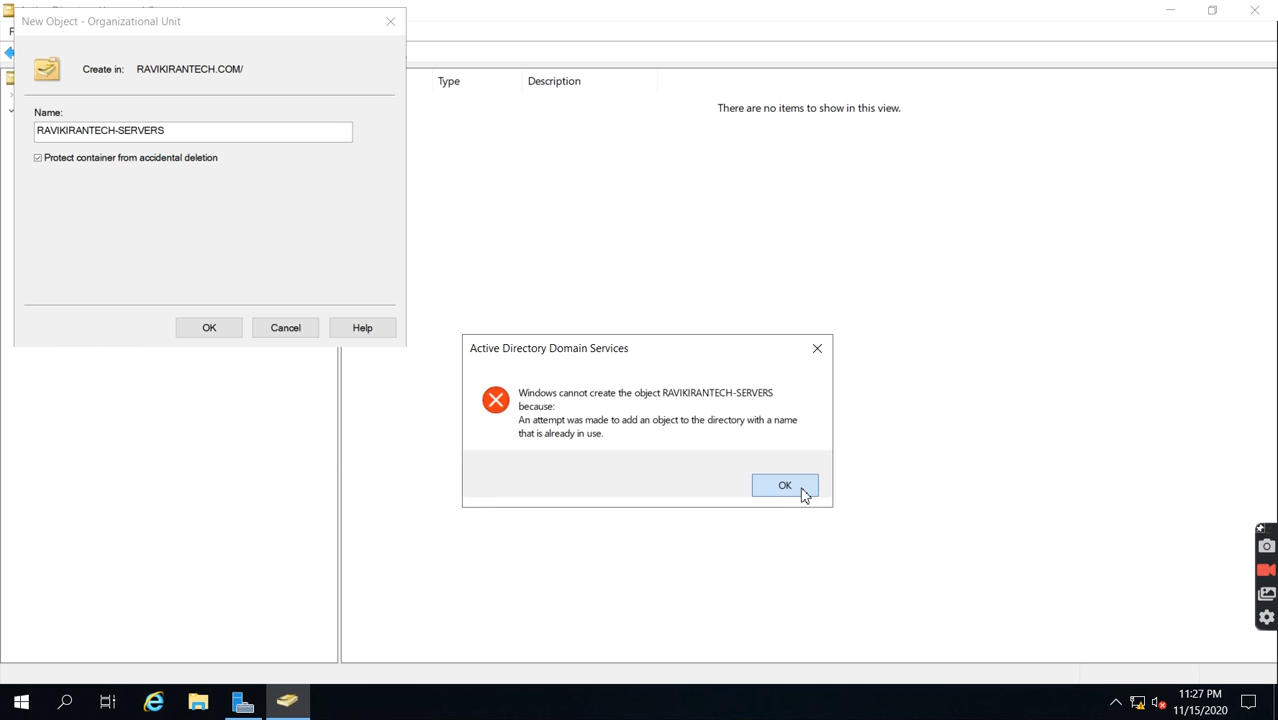 New Object - Organizational Unit
Create in: RAVIKIRANTECH.COM/
Name:
RAVIKIRANTECH-SERVERS
Protect container from accidental deletion
OK Cancel Help
Type Description
There are no items to show in this view.
Active Directory Domain Services
Windows cannot create the object RAVIKIRANTECH-SERVERS
because:
An attempt was made to add an object to the directory with a name
that is already in use.
OK
11:27 PM
11/15/2020